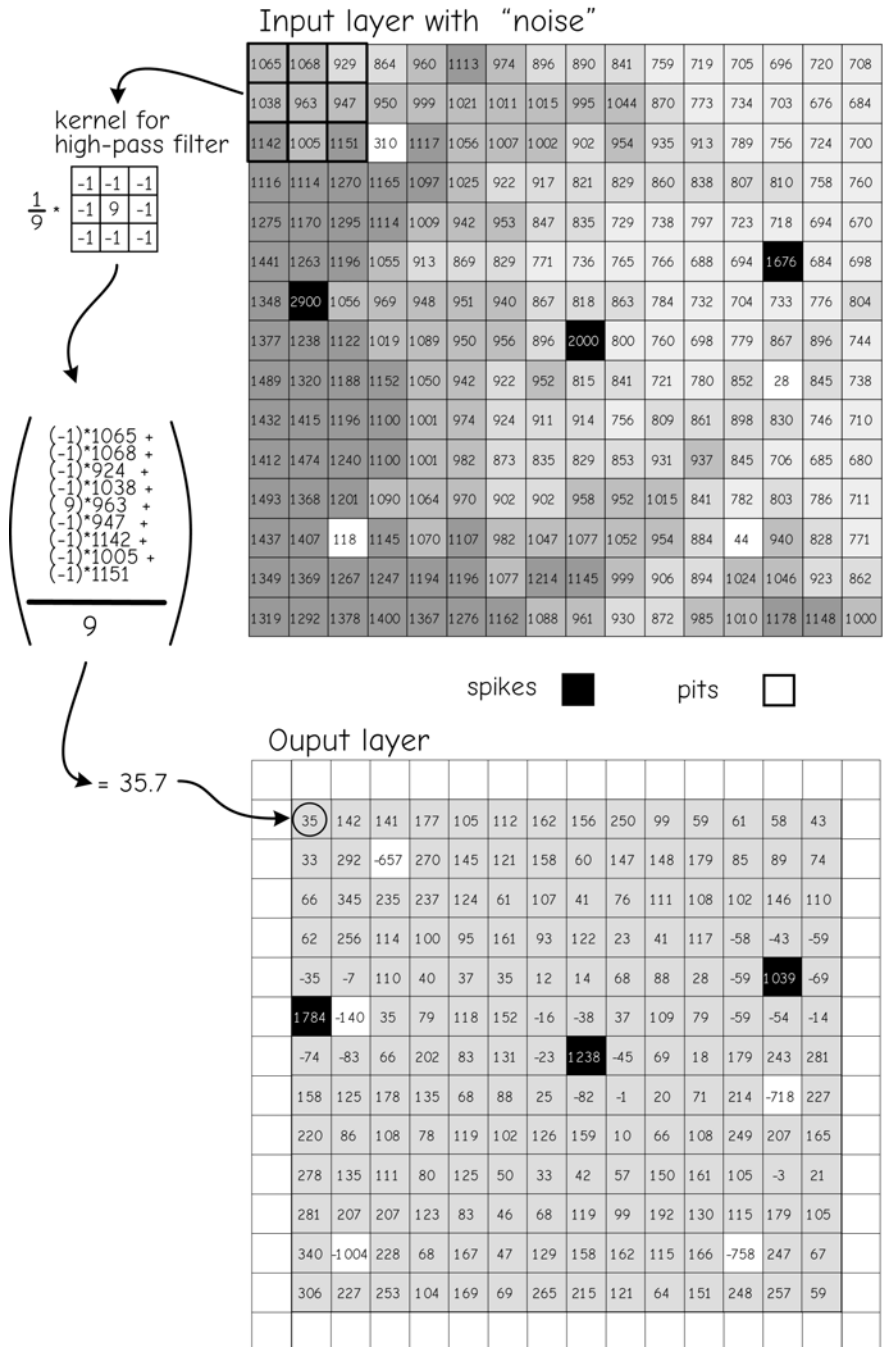 Input layer with “noise”
1065 1068 929 864 960 1113 974 896 890 841 759 719 705 696 720 708
1038 963 947 950 999 1021 1011 1015 995 1044 870 773 734 703 676 684
1142 1005 1151 310 1117 1056 1007 1002 902 954 935 913 789 756 724 700
1116 1114 1270 1165 1097 1025 922 917 821 829 860 838 807 810 758 760
1275 1170 1295 1114 1009 942 953 847 835 729 738 797 723 718 694 670
1441 1263 1196 1055 913 869 829 771 736 765 766 688 694 1676 684 698
1348 2900 1056 969 948 951 940 867 818 863 784 732 704 733 776 804
1377 1238 1122 1019 1089 950 956 896 2000 800 760 698 779 867 896 744
1489 1320 1188 1152 1050 942 922 952 815 841 721 780 852 28 845 738
1432 1415 1196 1100 1001 974 924 911 914 756 809 861 898 830 746 710
1412 1474 1240 1100 1001 982 873 835 829 853 931 937 845 706 685 680
1493 1368 1201 1090 1064 970 902 902 958 952 1015 841 782 803 786 711
1437 1407 118 1145 1070 1107 982 1047 1077 1052 954 884 44 940 828 771
1349 1369 1267 1247 1194 1196 1077 1214 1145 999 906 894 1024 1046 923 862
1319 1292 1378 1400 1367 1276 1162 1088 961 930 872 985 1010 1178 1148 1000
kernel for
high-pass filter
1/9 *
-1 -1 -1
-1 9 -1
-1 -1 -1
(-1)*1065 +
(-1)*1068 +
(-1)*924 +
(-1)*1038 +
( 9)*963 +
(-1)*947 +
(-1)*1142 +
(-1)*1005 +
(-1)*1151
9
spikes
pits
= 35.7
Ouput layer
35 142 141 177 105 112 162 156 250 99 59 61 58 43
33 292 -657 270 145 121 158 60 147 148 179 85 89 74
66 345 235 237 124 61 107 41 76 111 108 102 146 110
62 256 114 100 95 161 93 122 23 41 117 -58 -43 -59
-35 -7 110 40 37 35 12 14 68 88 28 -59 1039 -69
1784 -140 35 79 118 152 -16 -38 37 109 79 -59 -54 -14
-74 -83 66 202 83 131 -23 1238 -45 69 18 179 243 281
158 125 178 135 68 88 25 -82 -1 20 71 214 -718 227
220 86 108 78 119 102 126 159 10 66 108 249 207 165
278 135 111 80 125 50 33 42 57 150 161 105 -3 21
281 207 207 123 83 46 68 119 99 192 130 115 179 105
340 -1004 228 68 167 47 129 158 162 115 166 -758 247 67
306 227 253 104 169 69 265 215 121 64 151 248 257 59